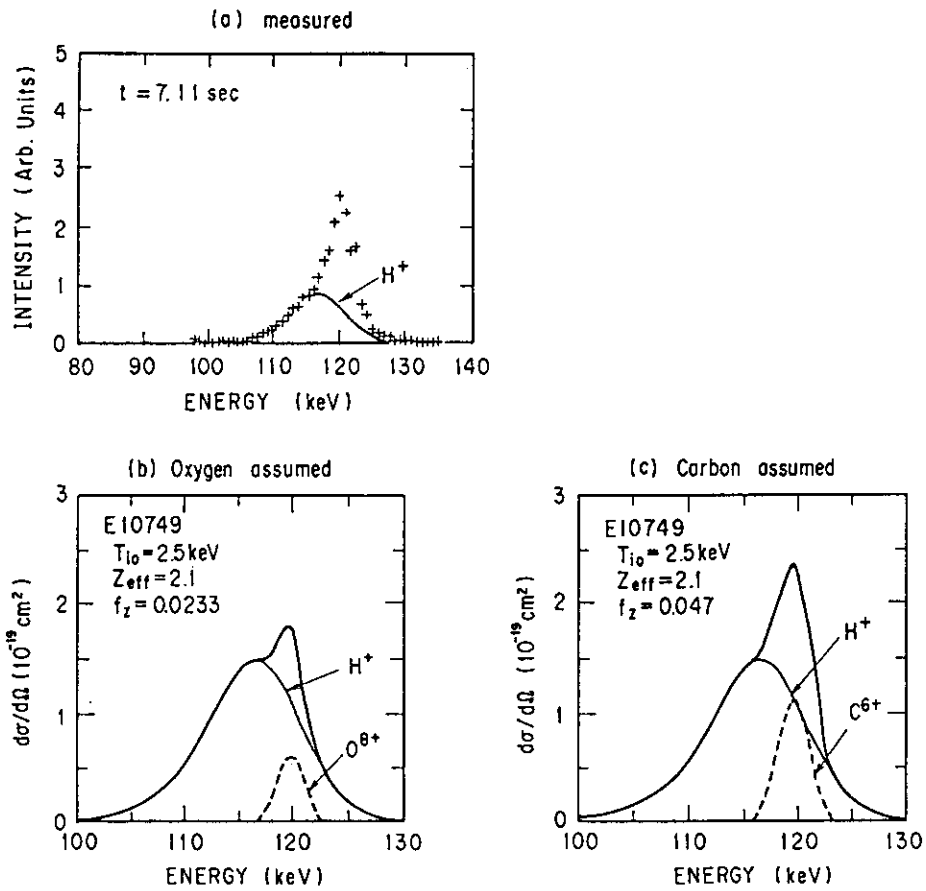 (a) measured
INTENSITY (Arb. Units)
5
4
3
2
1
0
t = 7.11 sec
H+
80 90 100 110 120 130 140
ENERGY (keV)
(b) Oxygen assumed
dσ/dΩ (10⁻¹⁹cm²)
3
2
1
0
E10749
Tio = 2.5 keV
Zeff = 2.1
fz = 0.0233
H+
O8+
100 110 120 130
ENERGY (keV)
(c) Carbon assumed
dσ/dΩ (10⁻¹⁹cm²)
3
2
1
0
E10749
Tio = 2.5 keV
Zeff = 2.1
fz = 0.047
H+
C6+
100 110 120 130
ENERGY (keV)